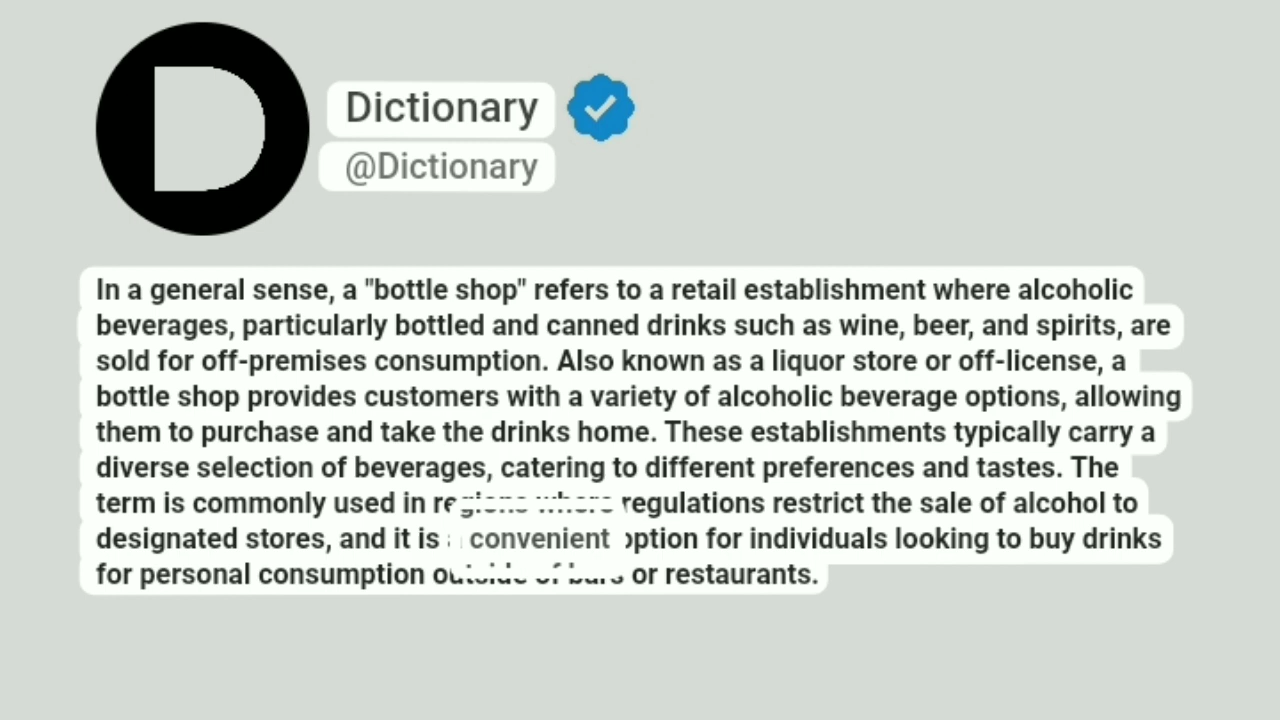 D
Dictionary
@Dictionary
In a general sense, a "bottle shop" refers to a retail establishment where alcoholic
beverages, particularly bottled and canned drinks such as wine, beer, and spirits, are
sold for off-premises consumption. Also known as a liquor store or off-license, a
bottle shop provides customers with a variety of alcoholic beverage options, allowing
them to purchase and take the drinks home. These establishments typically carry a
diverse selection of beverages, catering to different preferences and tastes. The
term is commonly used in regions where regulations restrict the sale of alcohol to
designated stores, and it is a convenient option for individuals looking to buy drinks
for personal consumption outside of bars or restaurants.